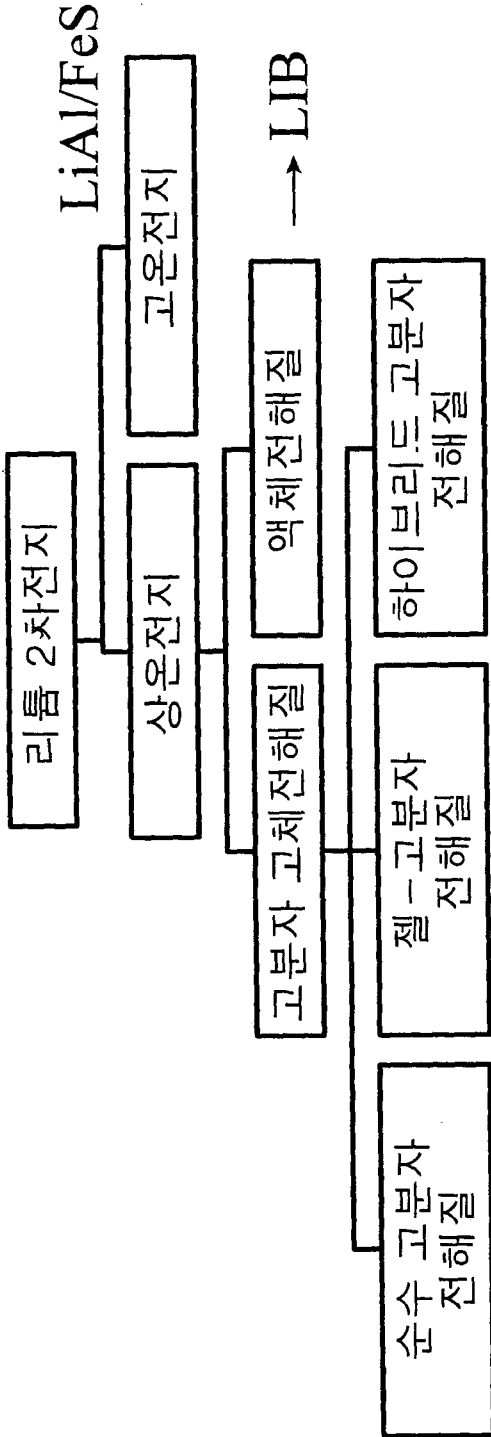 리튬 2차전지
LiAl/FeS
상온전지
고온전지
고분자 고체전해질
액체전해질
→ LIB
순수 고분자
전해질
젤-고분자
전해질
하이브리드 고분자
전해질